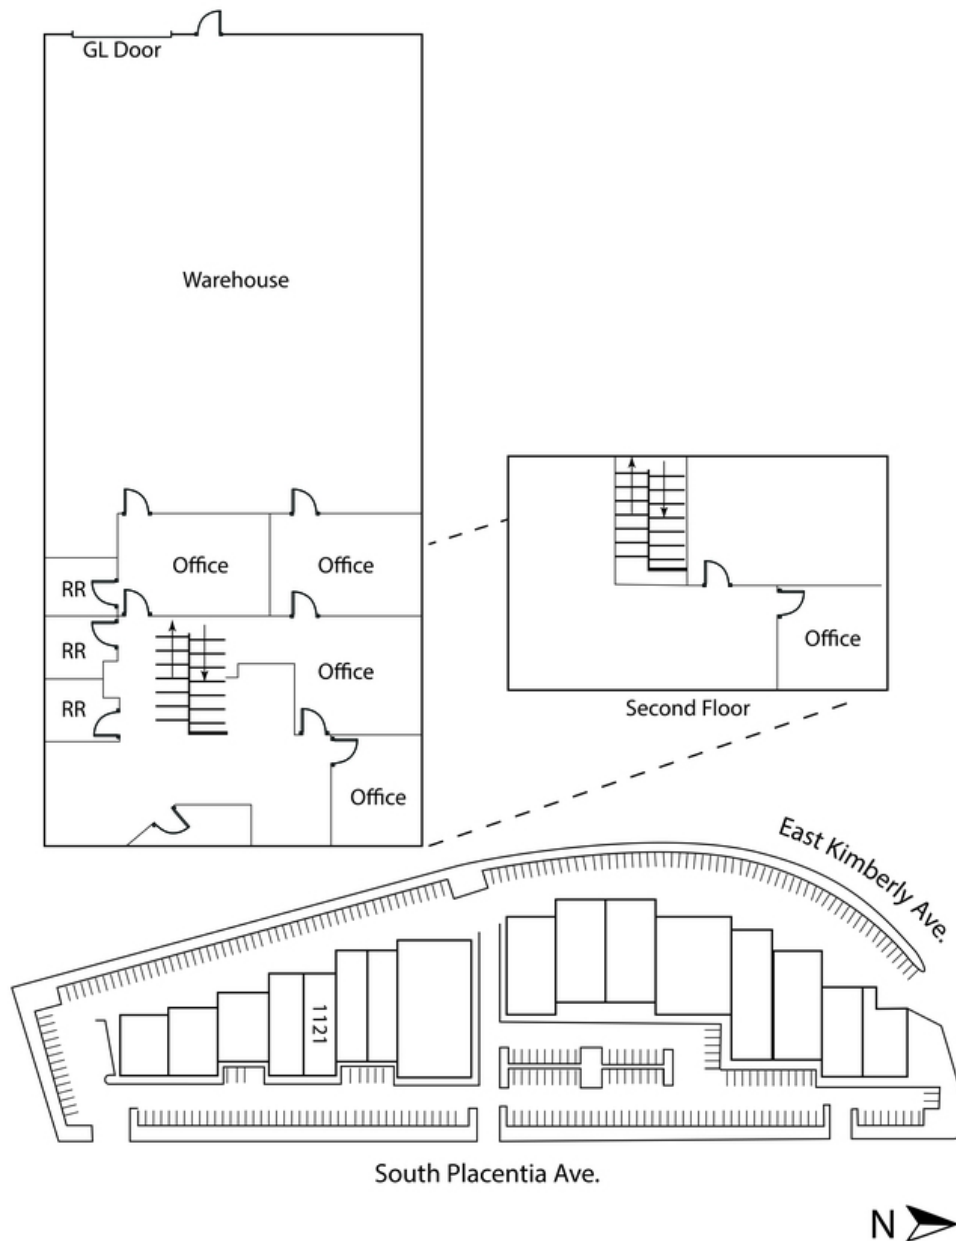 GL Door
Warehouse
Office
Office
RR
RR
Office
RR
Office
Office
Second Floor
East Kimberly Ave.
1121
South Placentia Ave.
N